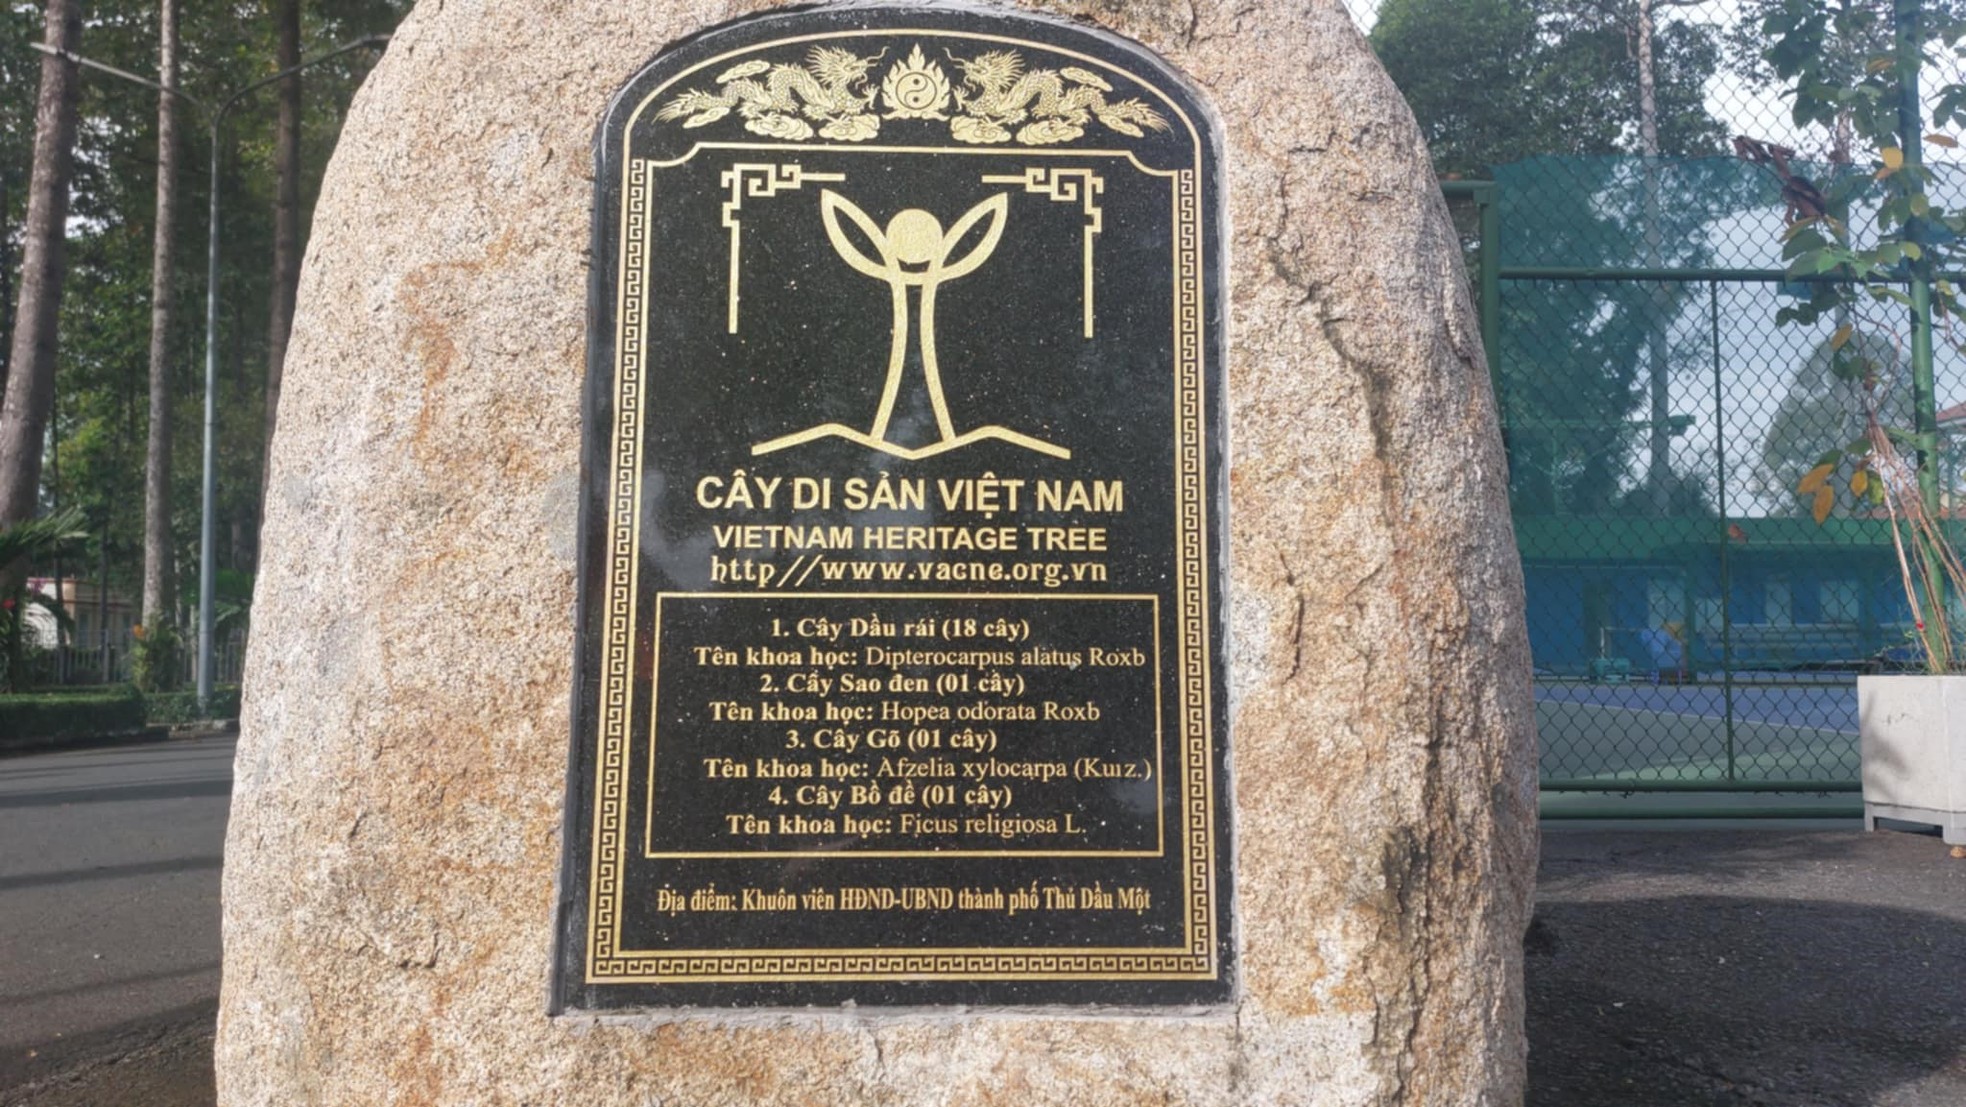 CÂY DI SẢN VIỆT NAM
VIETNAM HERITAGE TREE
http//www.vacne.org.vn
1. Cây Dầu rái (18 cây)
Tên khoa học: Dipterocarpus alatus Roxb
2. Cây Sao đen (01 cây)
Tên khoa học: Hopea odorata Roxb
3. Cây Gõ (01 cây)
Tên khoa học: Afzelia xylocarpa (Kurz.)
4. Cây Bồ đề (01 cây)
Tên khoa học: Ficus religiosa L.
Địa điểm: Khuôn viên HĐND-UBND thành phố Thủ Dầu Một